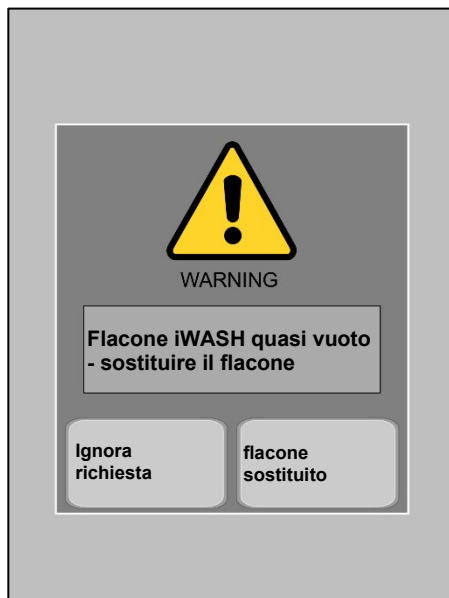 WARNING
Flacone iWASH quasi vuoto
- sostituire il flacone
Ignora
richiesta
flacone
sostituito